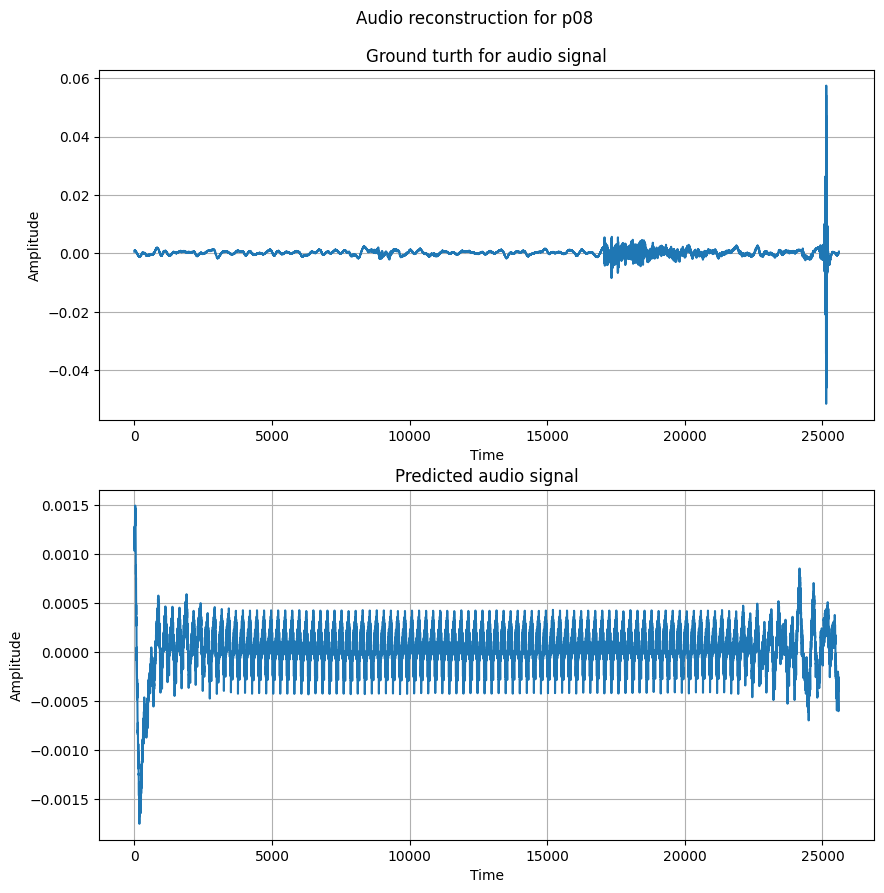 Audio reconstruction for p08
Ground turth for audio signal
0.06
0.04
0.02
0.00
−0.02
−0.04
Amplitude
0 5000 10000 15000 20000 25000
Time
Predicted audio signal
0.0015
0.0010
0.0005
0.0000
−0.0005
−0.0010
−0.0015
Amplitude
0 5000 10000 15000 20000 25000
Time